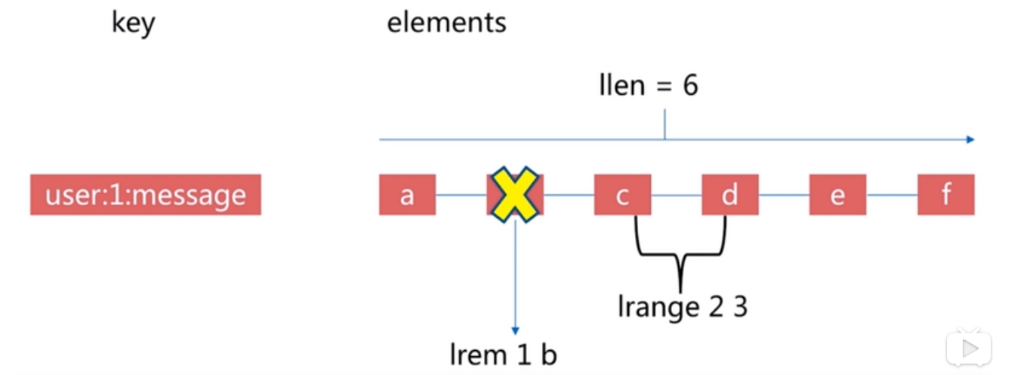 key
elements
llen = 6
user:1:message
a
c
d
e
f
lrange 2 3
lrem 1 b